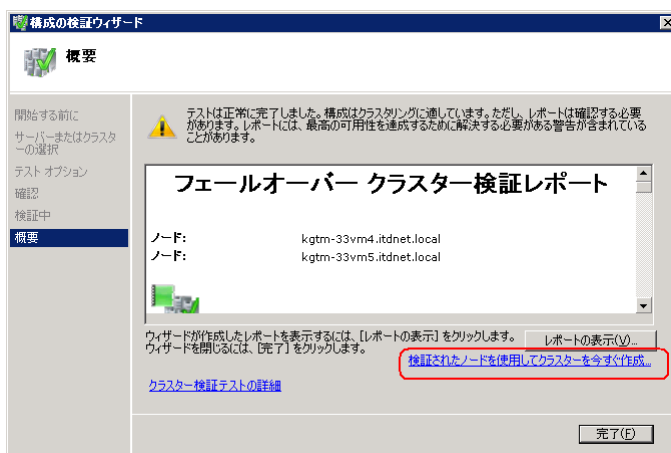 構成の検証ウィザード
概要
開始する前に
サーバーまたはクラスタ
ーの選択
テスト オプション
確認
検証中
概要
テストは正常に完了しました。構成はクラスタリングに適しています。ただし、レポートは確認する必要
があります。レポートには、最高の可用性を達成するために解決する必要がある警告が含まれている
ことがあります。
フェールオーバー クラスター検証レポート
ノード: kgtm-33vm4.itdnet.local
ノード: kgtm-33vm5.itdnet.local
ウィザードが作成したレポートを表示するには、[レポートの表示] をクリックします。
ウィザードを閉じるには、[完了] をクリックします。
レポートの表示(V)...
検証されたノードを使用してクラスターを今すぐ作成...
クラスター検証テストの詳細
完了(F)